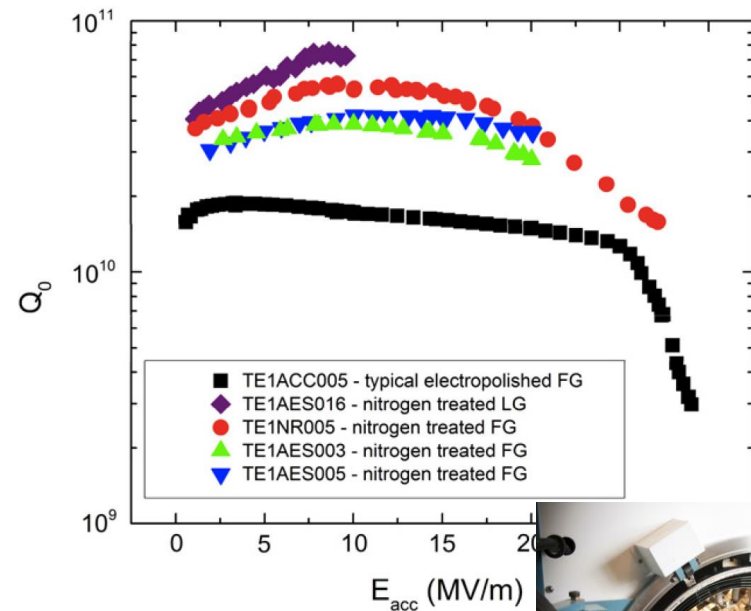 10¹¹
10¹⁰
10⁹
Q₀
TE1ACC005 - typical electropolished FG
TE1AES016 - nitrogen treated LG
TE1NR005 - nitrogen treated FG
TE1AES003 - nitrogen treated FG
TE1AES005 - nitrogen treated FG
0 5 10 15 20
E_acc (MV/m)